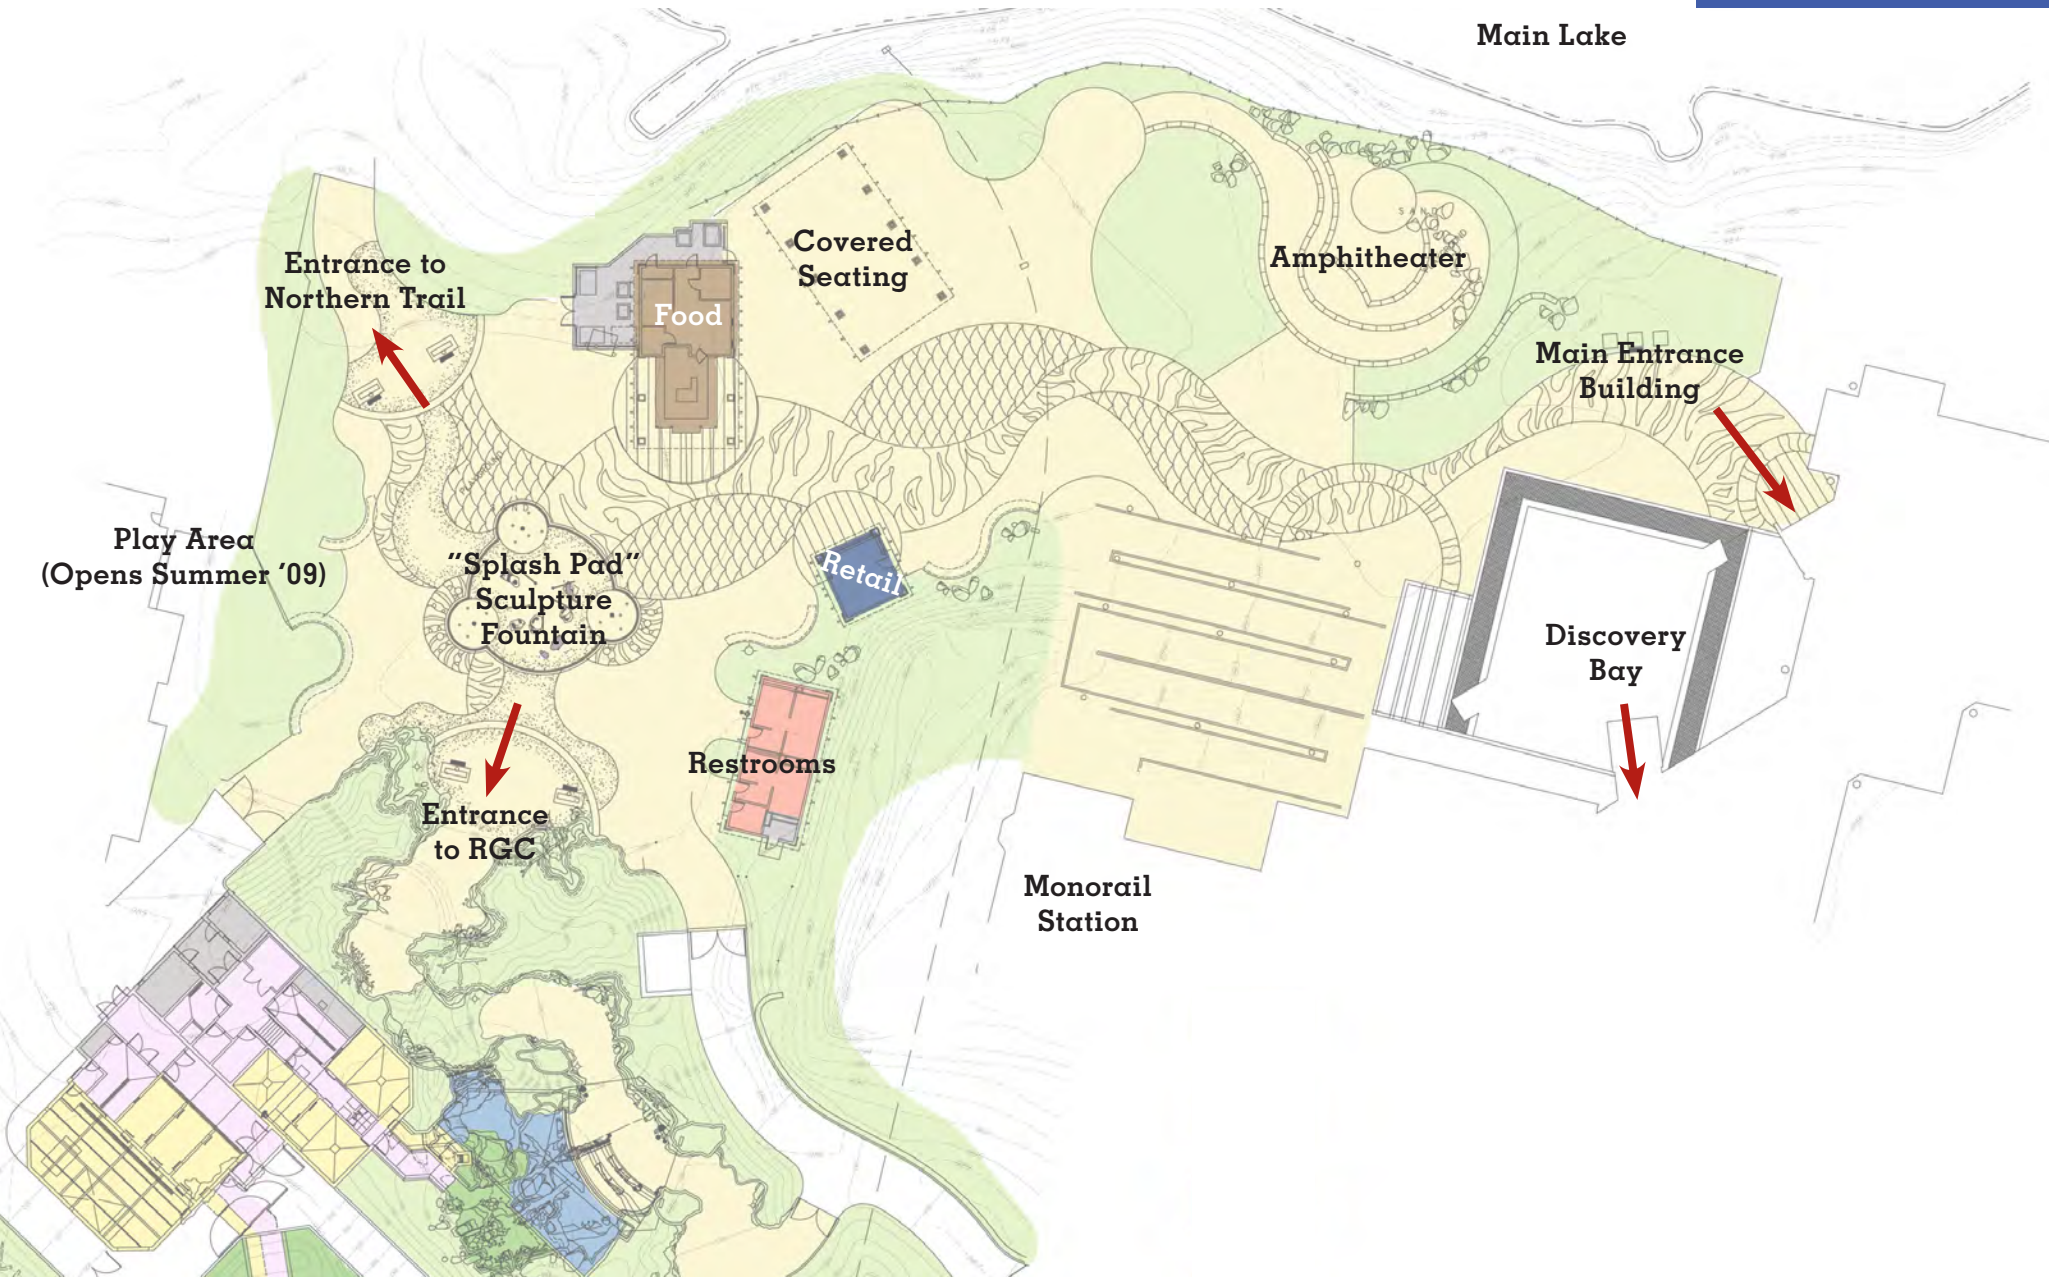 Main Lake
Covered
Seating
Entrance to
Northern Trail
Food
SAND
Amphitheater
Main Entrance
Building
Play Area
(Opens Summer ’09)
“Splash Pad”
Sculpture
Fountain
Retail
Discovery
Bay
Restrooms
Entrance
to RGC
Monorail
Station